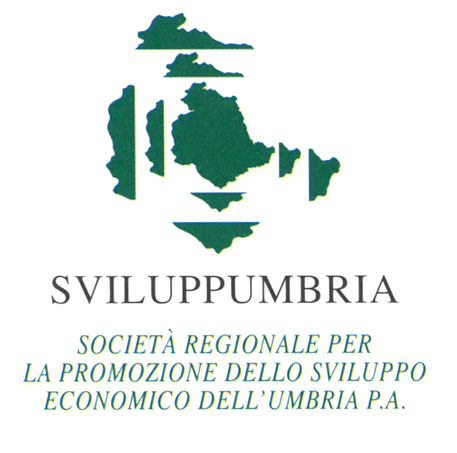 SVILUPPUMBRIA
SOCIETÀ REGIONALE PER
LA PROMOZIONE DELLO SVILUPPO
ECONOMICO DELL'UMBRIA P.A.